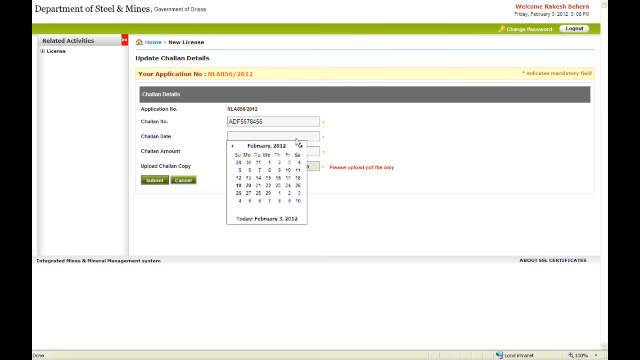 Department of Steel & Mines, Government of Orissa
Welcome Rakesh Behera
Friday, February 3, 2012, 3:08 PM
Change Password
Logout
Related Activities
License
Home » New License
Update Challan Details
Your Application No : NLA856/2012
* indicates mandatory field
Challan Details
Application No. NLA856/2012
Challan No. ADF5678456 *
Challan Date
Challan Amount *
Upload Challan Copy * Please upload pdf file only
Submit Cancel
February, 2012
Su Mo Tu We Th Fr Sa
29 30 31 1 2 3 4
5 6 7 8 9 10 11
12 13 14 15 16 17 18
19 20 21 22 23 24 25
26 27 28 29 1 2 3
4 5 6 7 8 9 10
Today: February 3, 2012
Integrated Mines & Mineral Management system
ABOUT SSL CERTIFICATES
Done
Local intranet
100%